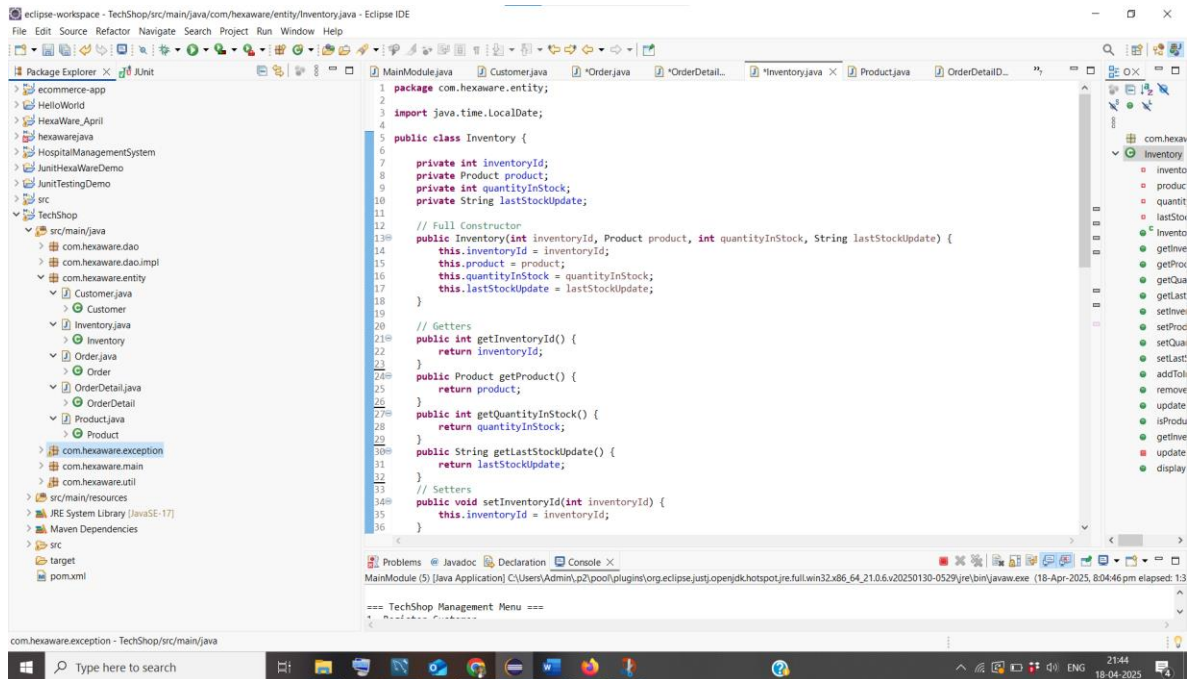 eclipse-workspace - TechShop/src/main/java/com/hexaware/entity/Inventory.java - Eclipse IDE
File Edit Source Refactor Navigate Search Project Run Window Help
Package Explorer JUnit
MainModule.java Customer.java *Order.java *OrderDetail... *Inventory.java Product.java OrderDetailD...
ecommerce-app
HelloWorld
HexaWare_April
hexawarejava
HospitalManagementSystem
JunitHexaWareDemo
JunitTestingDemo
src
TechShop
src/main/java
com.hexaware.dao
com.hexaware.dao.impl
com.hexaware.entity
Customer.java
Customer
Inventory.java
Inventory
Order.java
Order
OrderDetail.java
OrderDetail
Product.java
Product
com.hexaware.exception
com.hexaware.main
com.hexaware.util
src/main/resources
JRE System Library [JavaSE-17]
Maven Dependencies
src
target
pom.xml
1 package com.hexaware.entity;
2
3 import java.time.LocalDate;
4
5 public class Inventory {
6
7 private int inventoryId;
8 private Product product;
9 private int quantityInStock;
10 private String lastStockUpdate;
11
12 // Full Constructor
13 public Inventory(int inventoryId, Product product, int quantityInStock, String lastStockUpdate) {
14 this.inventoryId = inventoryId;
15 this.product = product;
16 this.quantityInStock = quantityInStock;
17 this.lastStockUpdate = lastStockUpdate;
18 }
19
20 // Getters
21 public int getInventoryId() {
22 return inventoryId;
23 }
24 public Product getProduct() {
25 return product;
26 }
27 public int getQuantityInStock() {
28 return quantityInStock;
29 }
30 public String getLastStockUpdate() {
31 return lastStockUpdate;
32 }
33 // Setters
34 public void setInventoryId(int inventoryId) {
35 this.inventoryId = inventoryId;
36 }
com.hexav
Inventory
invento
produc
quantit
lastSto
Invento
getInve
getProd
getQua
getLast
setInve
setProd
setQua
setLast
addToI
remove
update
isProdu
getInve
update
display
Problems Javadoc Declaration Console
MainModule (5) [Java Application] C:\Users\Admin\.p2\pool\plugins\org.eclipse.justj.openjdk.hotspot.jre.full.win32.x86_64_21.0.6.v20250130-0529\jre\bin\javaw.exe (18-Apr-2025, 8:04:46 pm elapsed: 1:3
=== TechShop Management Menu ===
com.hexaware.exception - TechShop/src/main/java
Type here to search
ENG
21:44
18-04-2025